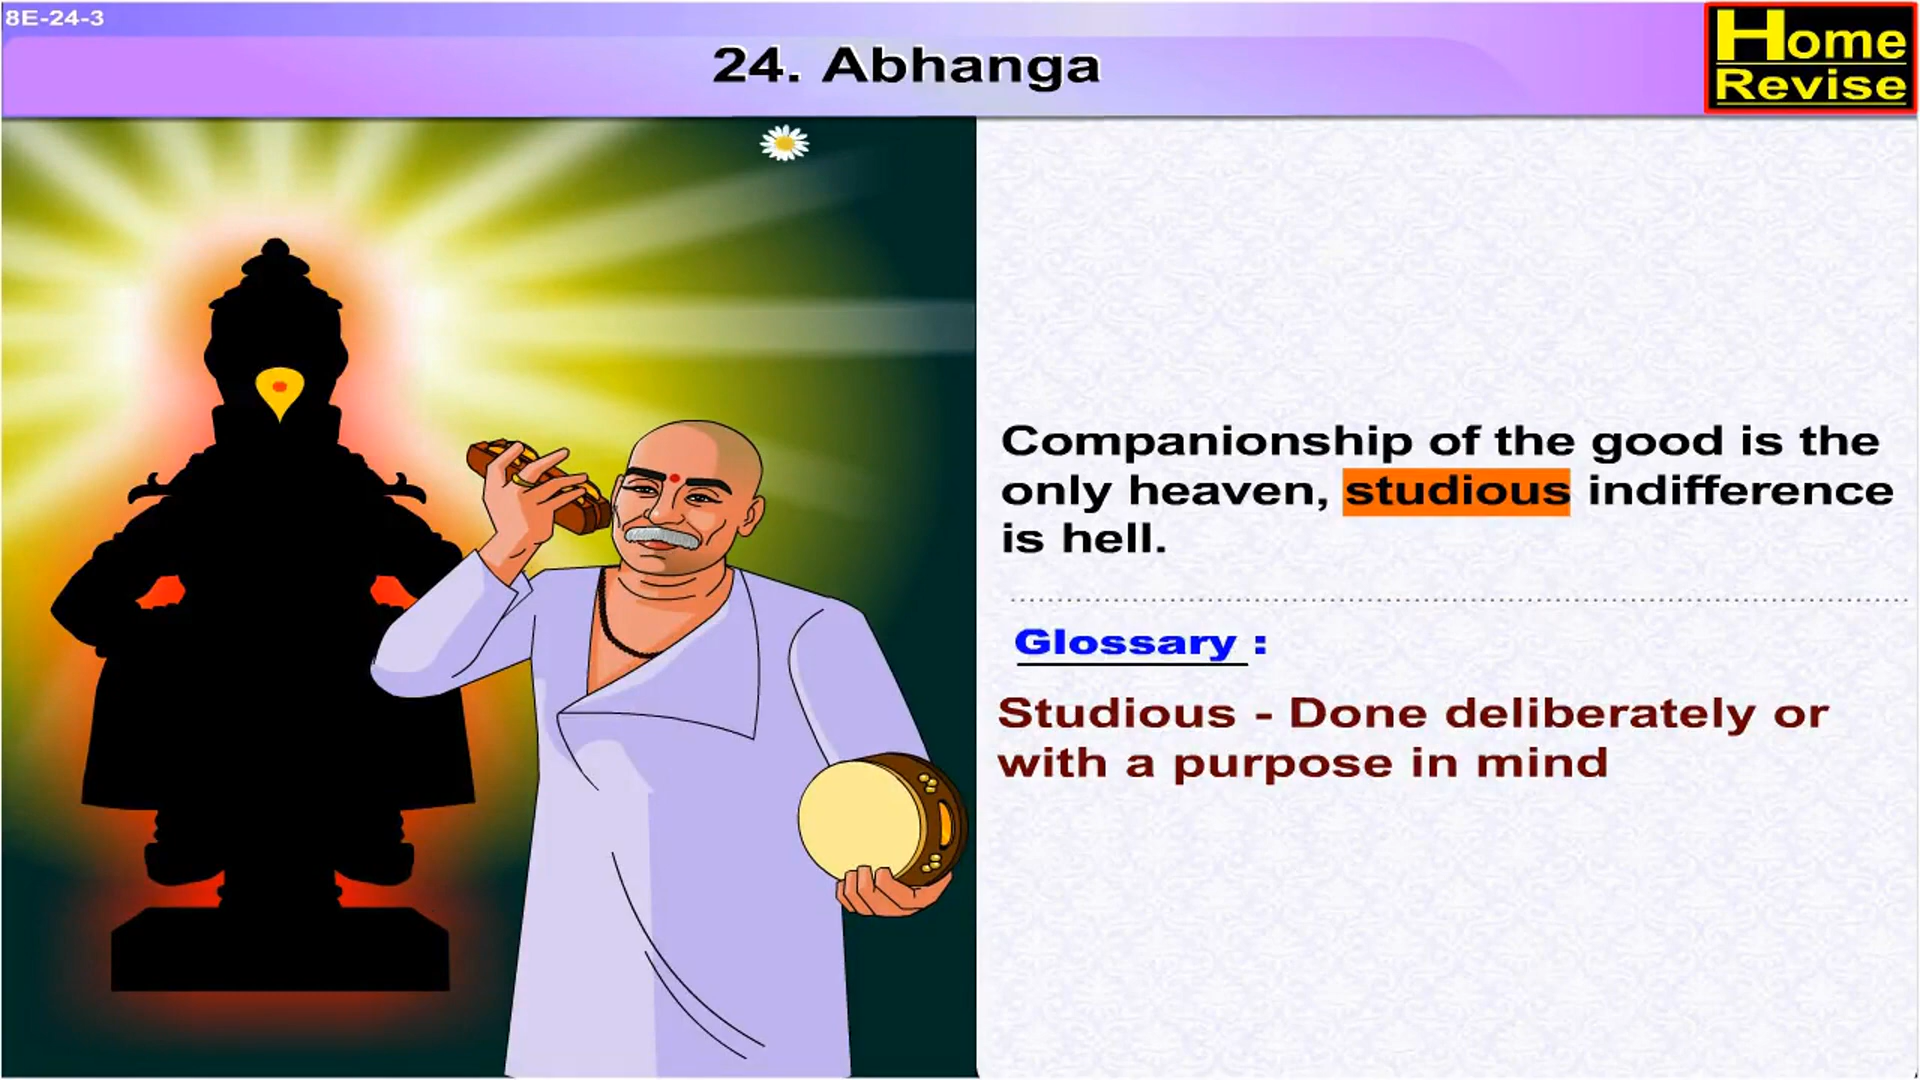 8E-24-3
24. Abhanga
Home
Revise
Companionship of the good is the
only heaven, studious indifference
is hell.
Glossary :
Studious - Done deliberately or
with a purpose in mind